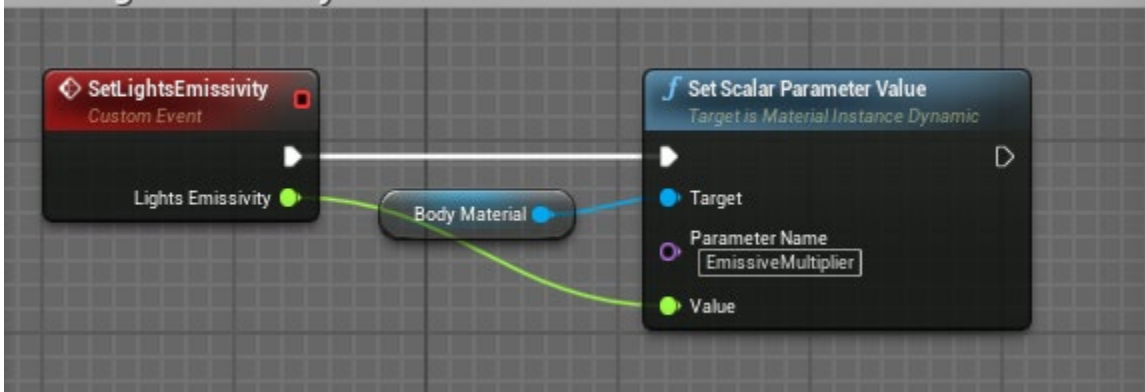 SetLightsEmissivity
Custom Event
Lights Emissivity
Body Material
f Set Scalar Parameter Value
Target is Material Instance Dynamic
Target
Parameter Name
EmissiveMultiplier
Value